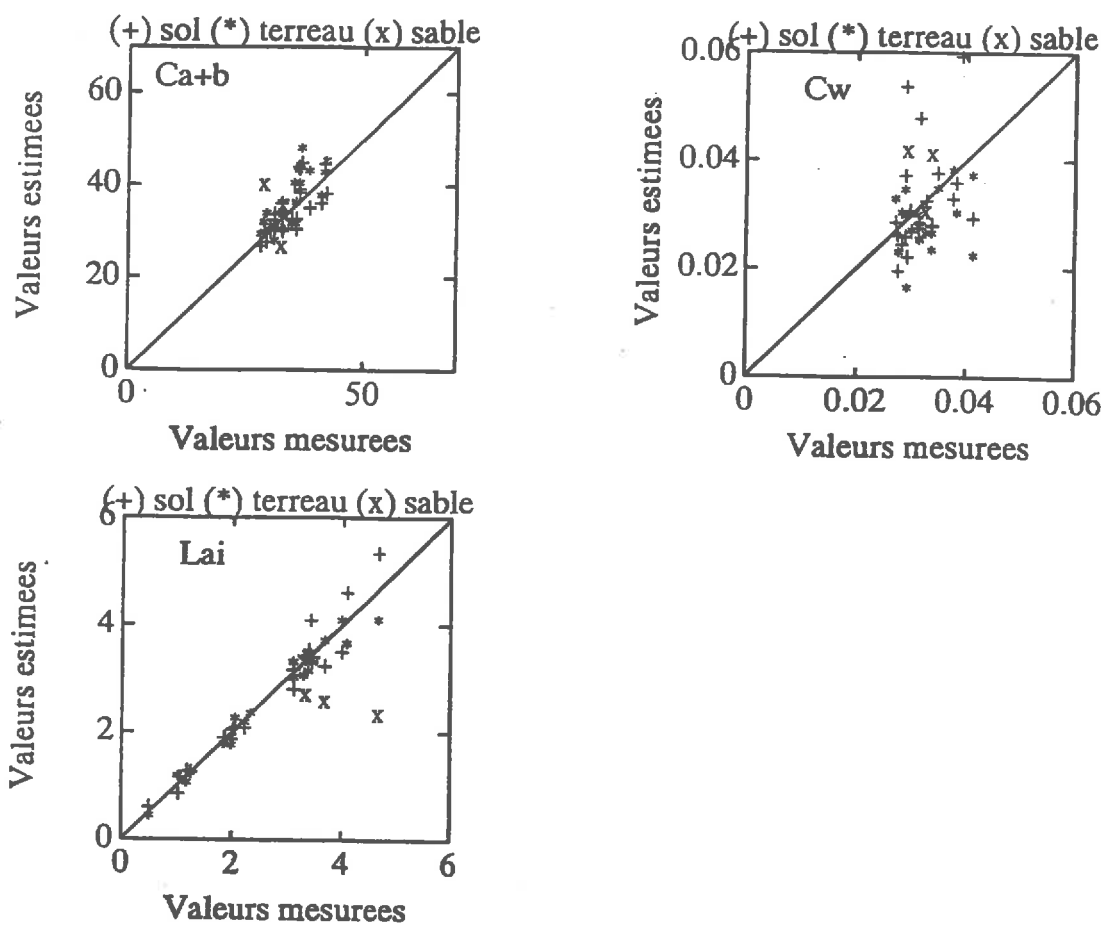 (+) sol (*) terreau (x) sable
Ca+b
60
40
20
0
0
50
Valeurs estimees
Valeurs mesurees
(+) sol (*) terreau (x) sable
Cw
0.06
0.04
0.02
0
0
0.02
0.04
0.06
Valeurs estimees
Valeurs mesurees
(+) sol (*) terreau (x) sable
Lai
6
4
2
0
0
2
4
6
Valeurs estimees
Valeurs mesurees